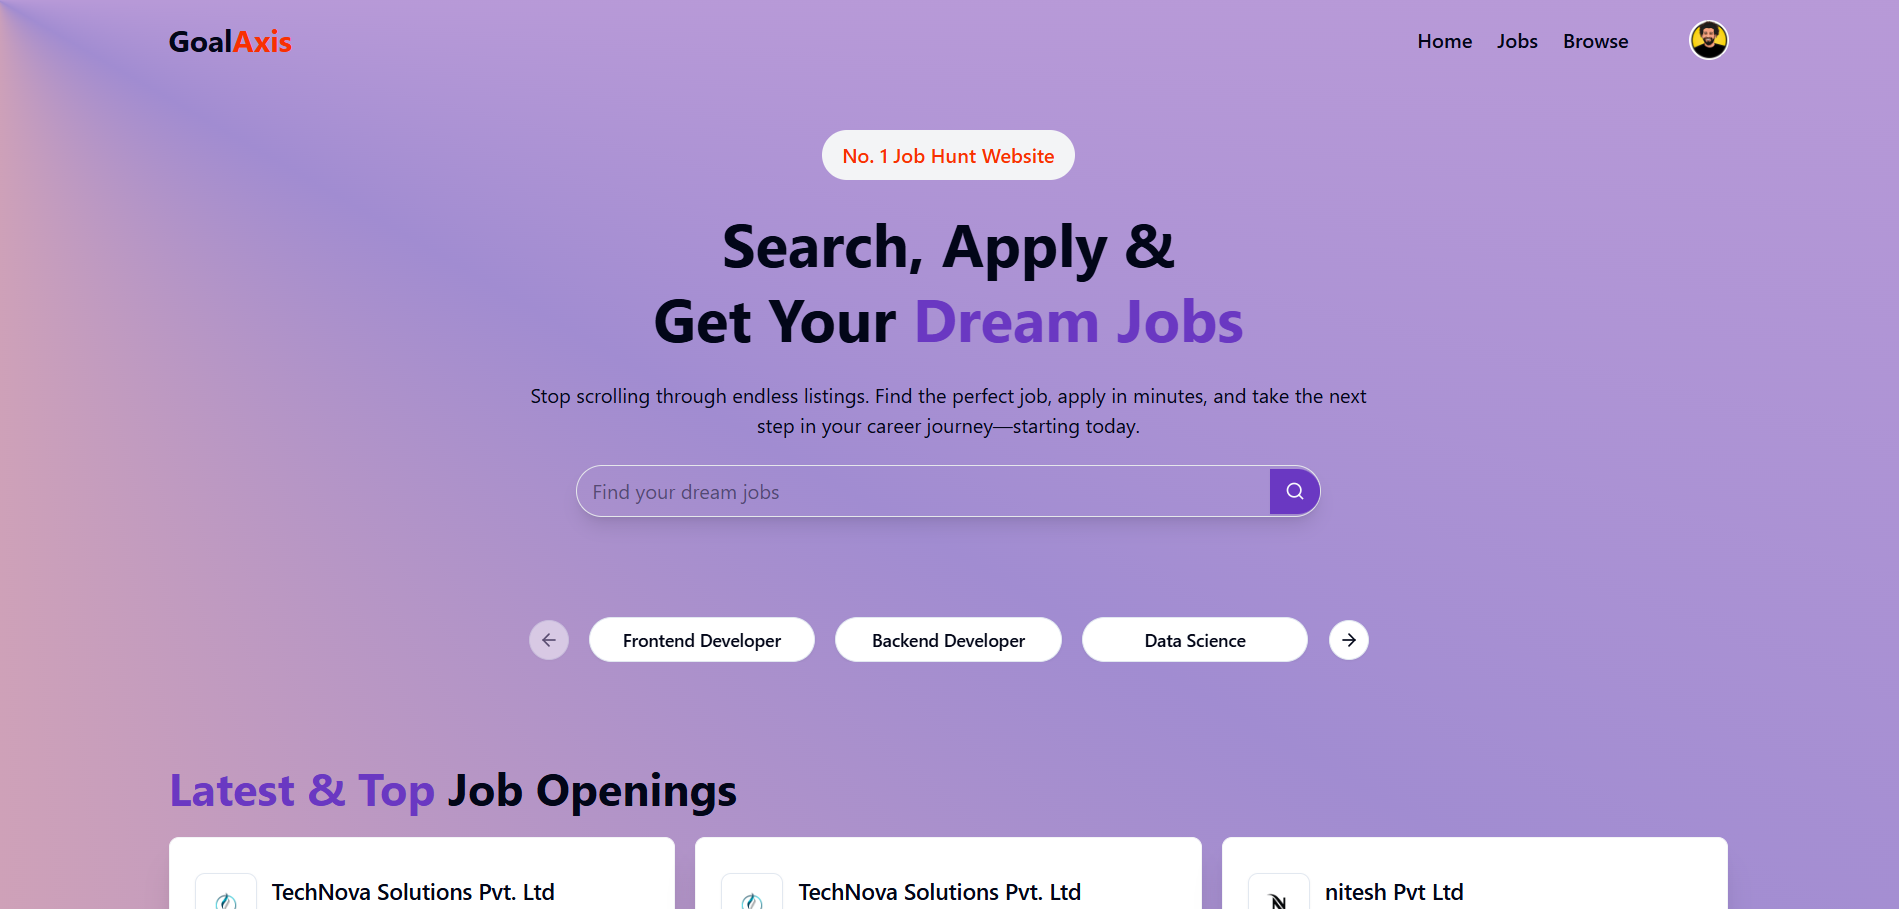 GoalAxis
Home Jobs Browse
No. 1 Job Hunt Website
Search, Apply &
Get Your Dream Jobs
Stop scrolling through endless listings. Find the perfect job, apply in minutes, and take the next
step in your career journey—starting today.
Find your dream jobs
Frontend Developer Backend Developer Data Science
Latest & Top Job Openings
TechNova Solutions Pvt. Ltd TechNova Solutions Pvt. Ltd nitesh Pvt Ltd